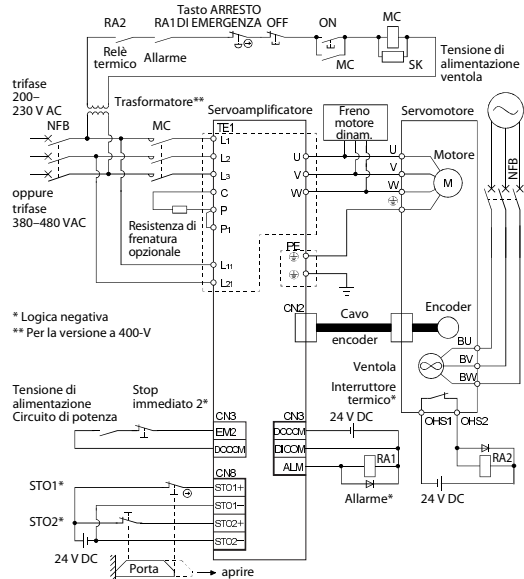 Tasto ARRESTO
RA2 RA1 DI EMERGENZA OFF ON MC
Relè termico
Allarme
MC
SK
Tensione di alimentazione ventola
trifase 200–230 V AC
Trasformatore**
Servoamplificatore
Freno motore dinam.
Servomotore
NFB
MC
TE1
L1
L2
L3
C
P
P1
L11
L21
U
V
W
U
V
W
Motore
M
NFB
oppure trifase 380–480 VAC
Resistenza di frenatura opzionale
PE
CN2
Cavo encoder
Encoder
* Logica negativa
** Per la versione a 400-V
BU
BV
BW
Ventola
Interruttore termico*
Tensione di alimentazione Circuito di potenza
Stop immediato 2*
CN3
EM2
DOCOM
CN3
DOCOM
DICOM
ALM
24 V DC
RA1
Allarme*
OHS1
OHS2
RA2
24 V DC
CN8
STO1+
STO1–
STO2+
STO2–
STO1*
STO2*
24 V DC
Porta
aprire